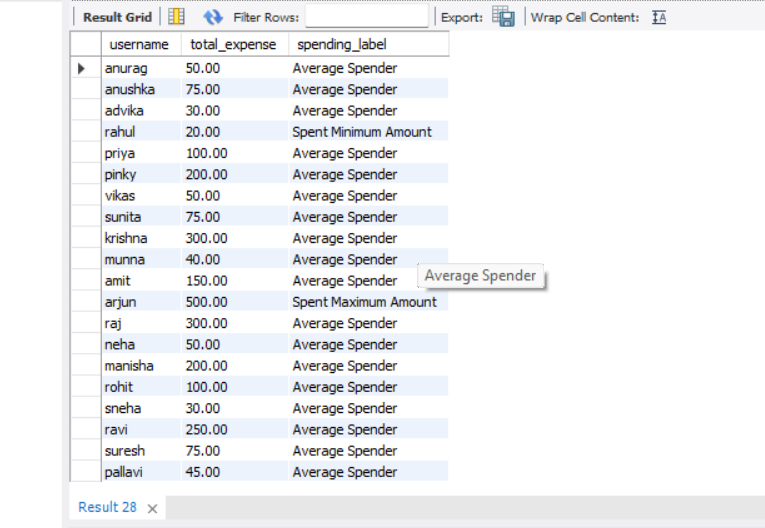 Result Grid Filter Rows: Export: Wrap Cell Content: IA
username total_expense spending_label
anurag 50.00 Average Spender
anushka 75.00 Average Spender
advika 30.00 Average Spender
rahul 20.00 Spent Minimum Amount
priya 100.00 Average Spender
pinky 200.00 Average Spender
vikas 50.00 Average Spender
sunita 75.00 Average Spender
krishna 300.00 Average Spender
munna 40.00 Average Spender
Average Spender
amit 150.00 Average Spender
arjun 500.00 Spent Maximum Amount
raj 300.00 Average Spender
neha 50.00 Average Spender
manisha 200.00 Average Spender
rohit 100.00 Average Spender
sneha 30.00 Average Spender
ravi 250.00 Average Spender
suresh 75.00 Average Spender
pallavi 45.00 Average Spender
Result 28